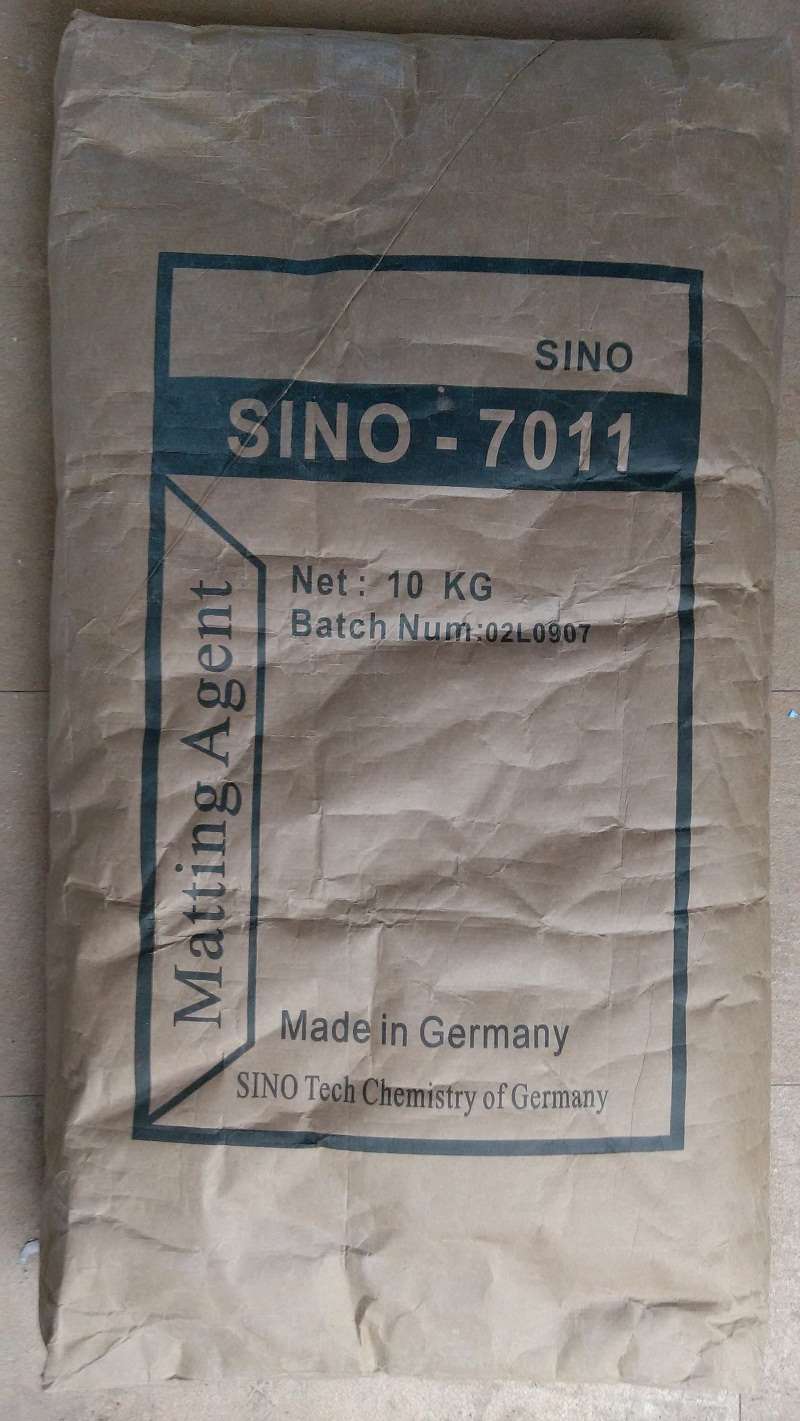 SINO
SINO - 7011
Net: 10 KG
Batch Num:02L0907
Matting Agent
Made in Germany
SINO Tech Chemistry of Germany